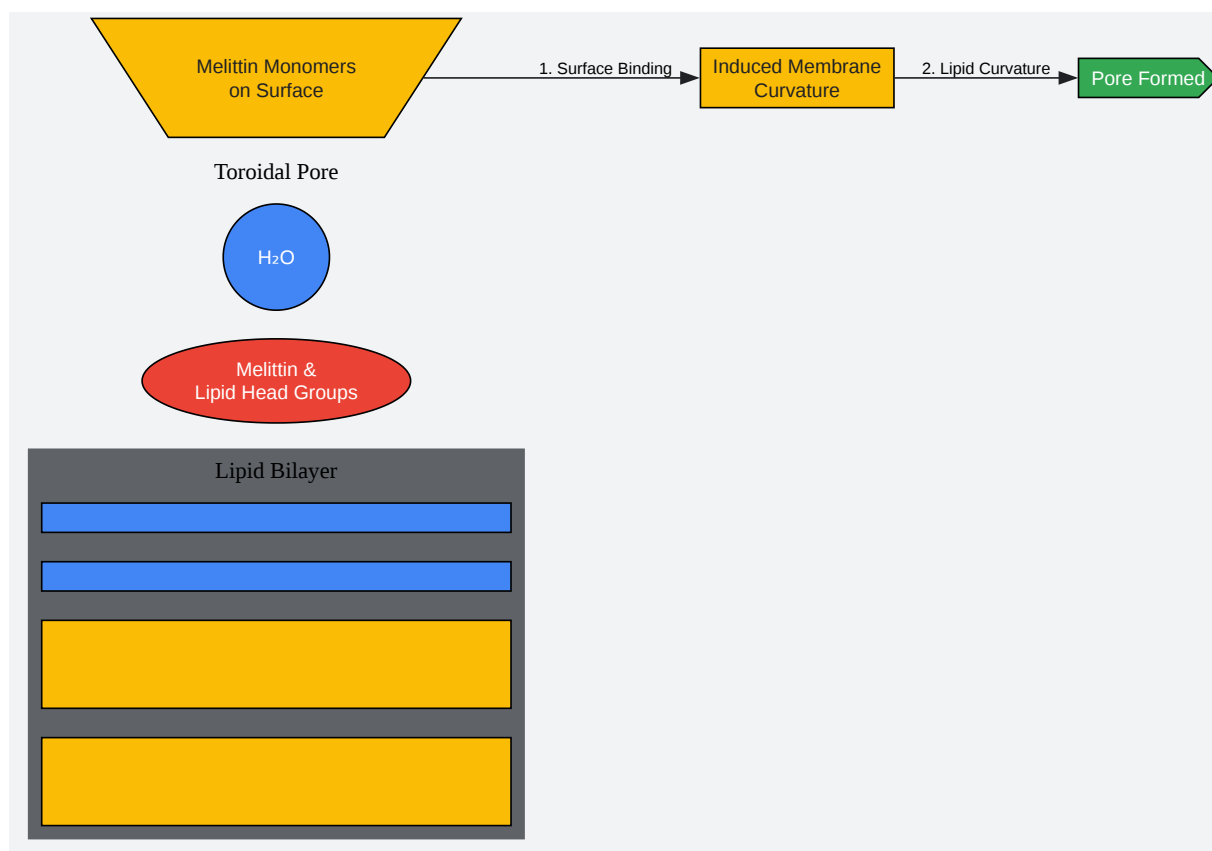 Melittin Monomers
on Surface
1. Surface Binding
Induced Membrane
Curvature
2. Lipid Curvature
Pore Formed
Toroidal Pore
H₂O
Melittin &
Lipid Head Groups
Lipid Bilayer